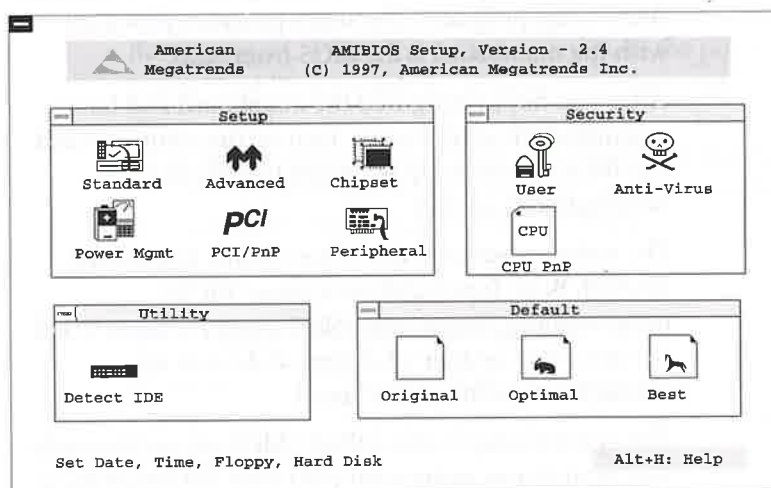 American AMIBIOS Setup, Version - 2.4
Megatrends (C) 1997, American Megatrends Inc.
Setup
Standard Advanced Chipset
PCI
Power Mgmt PCI/PnP Peripheral
Security
User Anti-Virus
CPU
CPU PnP
Utility
Detect IDE
Default
Original Optimal Best
Set Date, Time, Floppy, Hard Disk Alt+H: Help